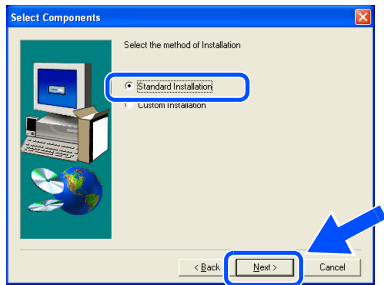 Select Components
Select the method of Installation
Standard Installation
Custom Installation
< Back
Next >
Cancel